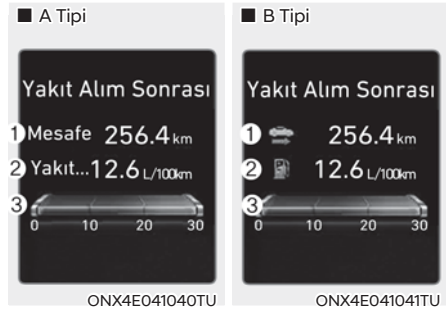 ■ A Tipi
Yakıt Alım Sonrası
1 Mesafe 256.4 km
2 Yakıt... 12.6 L/100km
3
0 10 20 30
ONX4E041040TU
■ B Tipi
Yakıt Alım Sonrası
1 256.4 km
2 12.6 L/100km
3
0 10 20 30
ONX4E041041TU